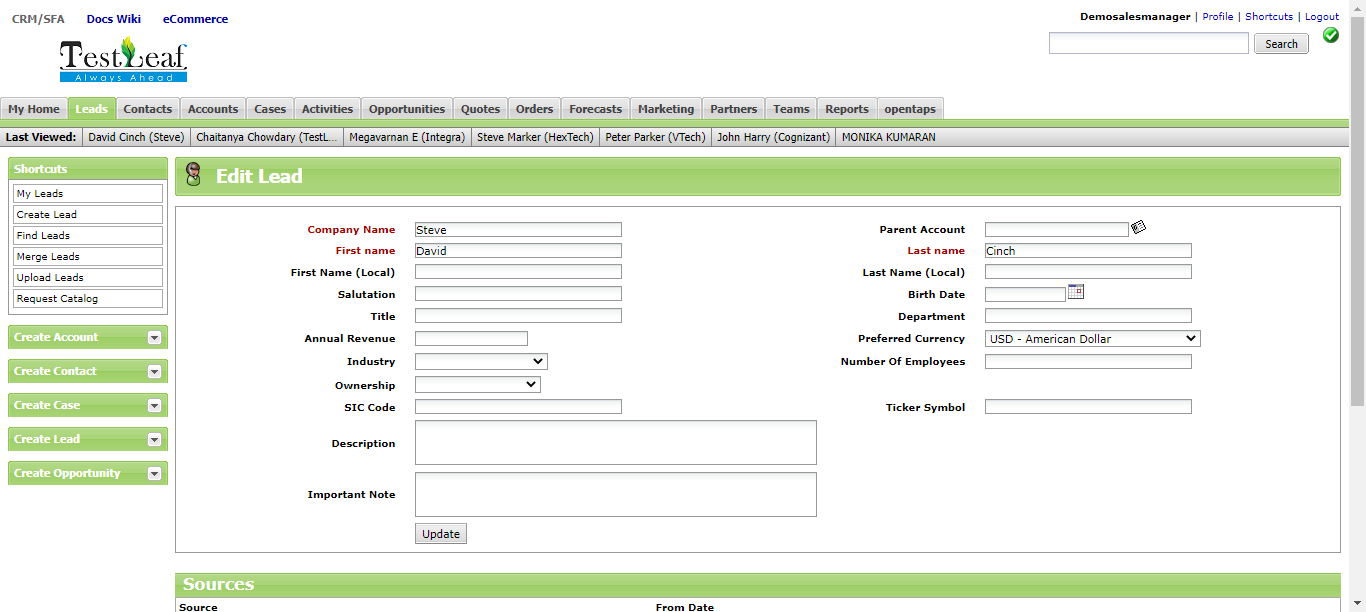 CRM/SFA Docs Wiki eCommerce
Demosalesmanager | Profile | Shortcuts | Logout
Search
TestLeaf
Always Ahead
My Home Leads Contacts Accounts Cases Activities Opportunities Quotes Orders Forecasts Marketing Partners Teams Reports opentaps
Last Viewed: David Cinch (Steve) Chaitanya Chowdary (TestL... Megavarnan E (Integra) Steve Marker (HexTech) Peter Parker (VTech) John Harry (Cognizant) MONIKA KUMARAN
Shortcuts
My Leads
Create Lead
Find Leads
Merge Leads
Upload Leads
Request Catalog
Create Account
Create Contact
Create Case
Create Lead
Create Opportunity
Edit Lead
Company Name Steve Parent Account
First name David Last name Cinch
First Name (Local) Last Name (Local)
Salutation Birth Date
Title Department
Annual Revenue Preferred Currency USD - American Dollar
Industry Number Of Employees
Ownership
SIC Code Ticker Symbol
Description
Important Note
Update
Sources
Source From Date